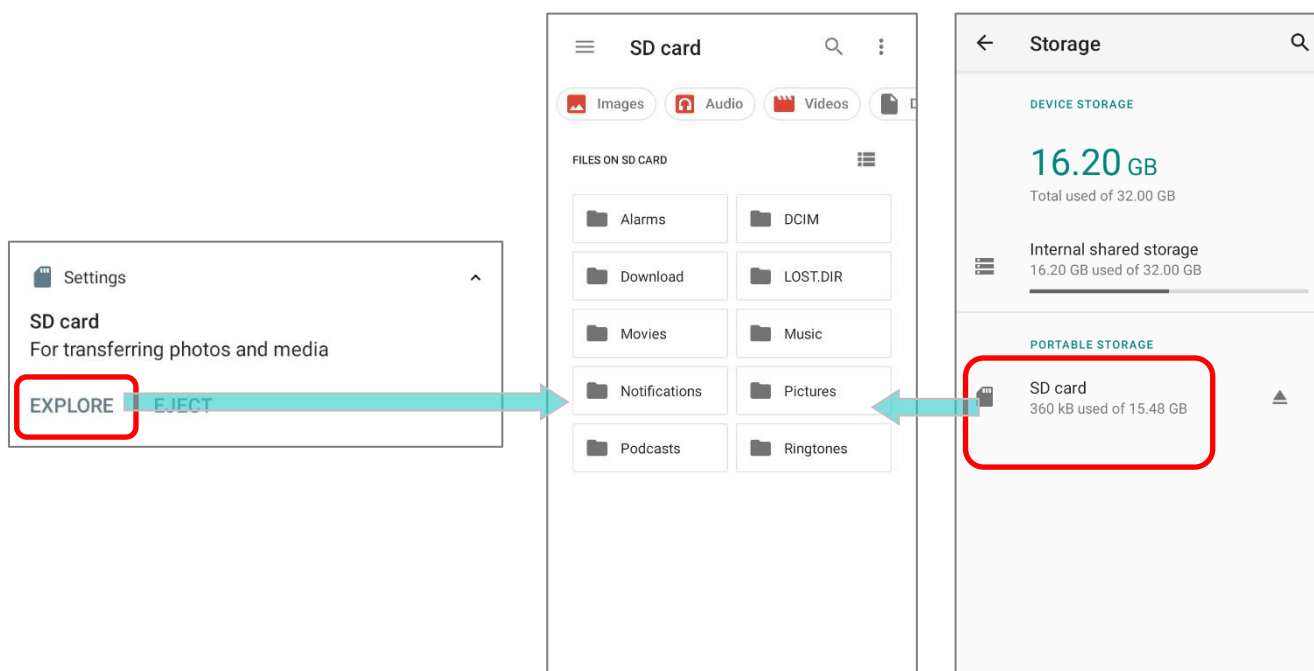 Settings
SD card
For transferring photos and media
EXPLORE EJECT
SD card
Images Audio Videos D
FILES ON SD CARD
Alarms DCIM
Download LOST.DIR
Movies Music
Notifications Pictures
Podcasts Ringtones
Storage
DEVICE STORAGE
16.20 GB
Total used of 32.00 GB
Internal shared storage
16.20 GB used of 32.00 GB
PORTABLE STORAGE
SD card
360 kB used of 15.48 GB